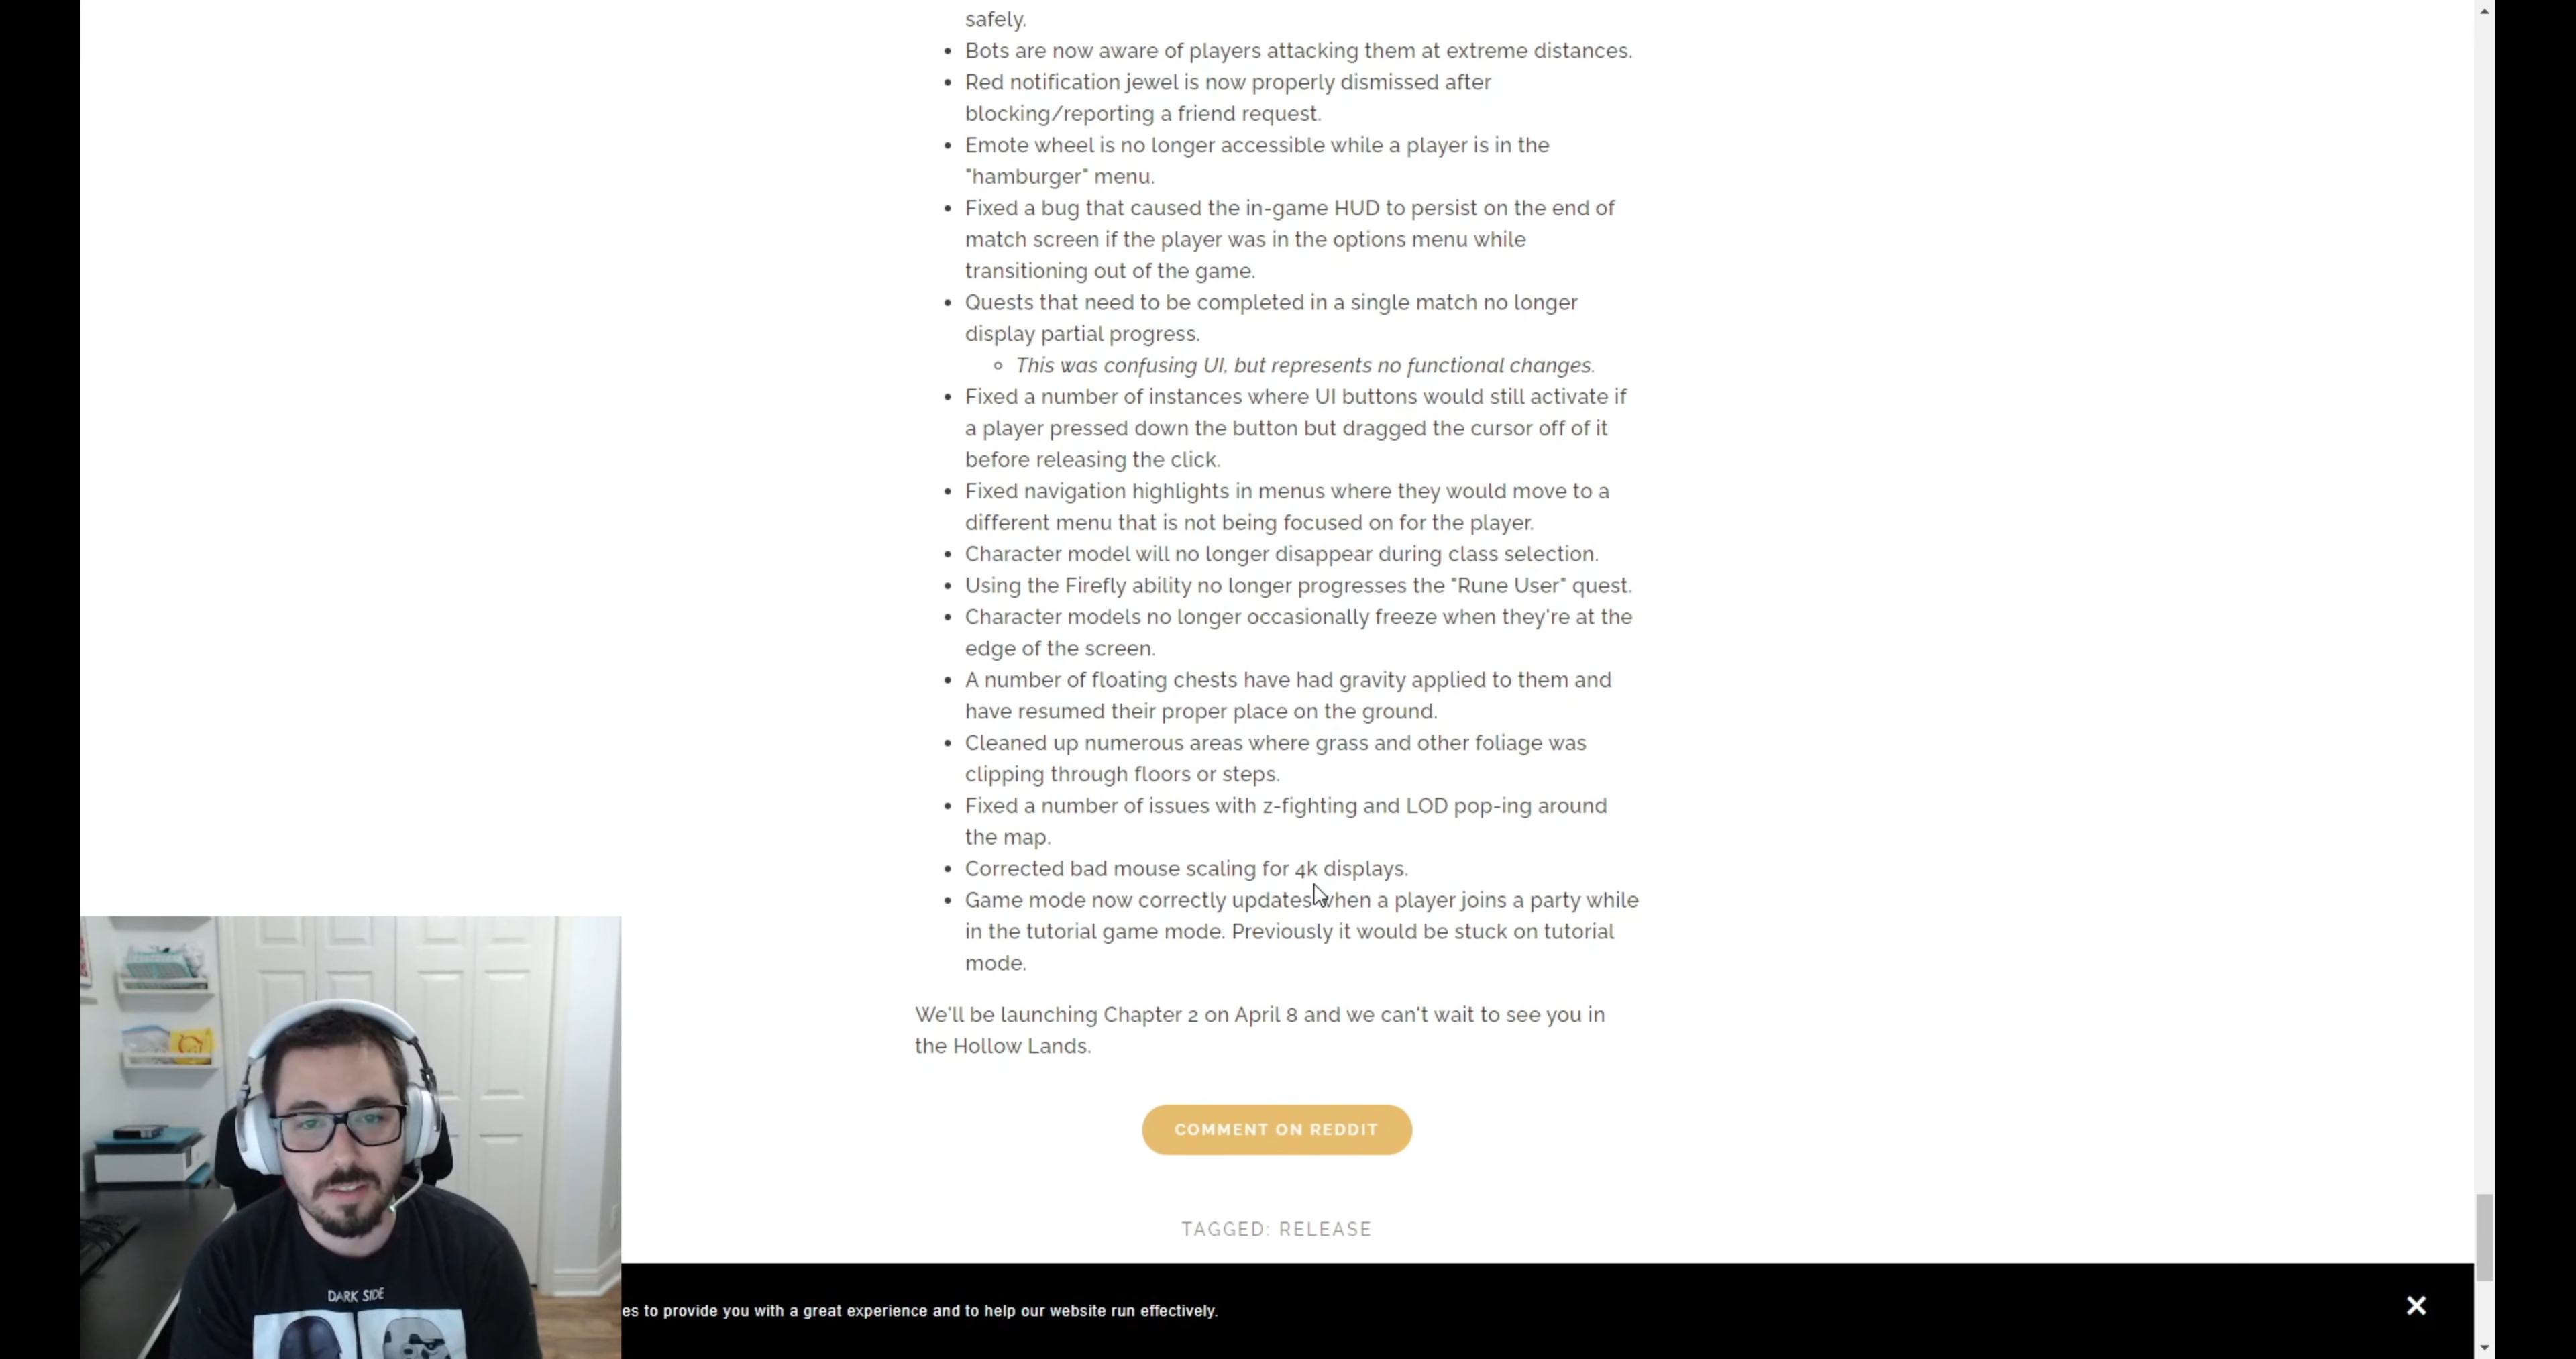 safely.
• Bots are now aware of players attacking them at extreme distances.
• Red notification jewel is now properly dismissed after
blocking/reporting a friend request.
• Emote wheel is no longer accessible while a player is in the
"hamburger" menu.
• Fixed a bug that caused the in-game HUD to persist on the end of
match screen if the player was in the options menu while
transitioning out of the game.
• Quests that need to be completed in a single match no longer
display partial progress.
◦ This was confusing UI, but represents no functional changes.
• Fixed a number of instances where UI buttons would still activate if
a player pressed down the button but dragged the cursor off of it
before releasing the click.
• Fixed navigation highlights in menus where they would move to a
different menu that is not being focused on for the player.
• Character model will no longer disappear during class selection.
• Using the Firefly ability no longer progresses the "Rune User" quest.
• Character models no longer occasionally freeze when they're at the
edge of the screen.
• A number of floating chests have had gravity applied to them and
have resumed their proper place on the ground.
• Cleaned up numerous areas where grass and other foliage was
clipping through floors or steps.
• Fixed a number of issues with z-fighting and LOD pop-ing around
the map.
• Corrected bad mouse scaling for 4k displays.
• Game mode now correctly updates when a player joins a party while
in the tutorial game mode. Previously it would be stuck on tutorial
mode.
We'll be launching Chapter 2 on April 8 and we can't wait to see you in
the Hollow Lands.
COMMENT ON REDDIT
TAGGED: RELEASE
es to provide you with a great experience and to help our website run effectively.
DARK SIDE